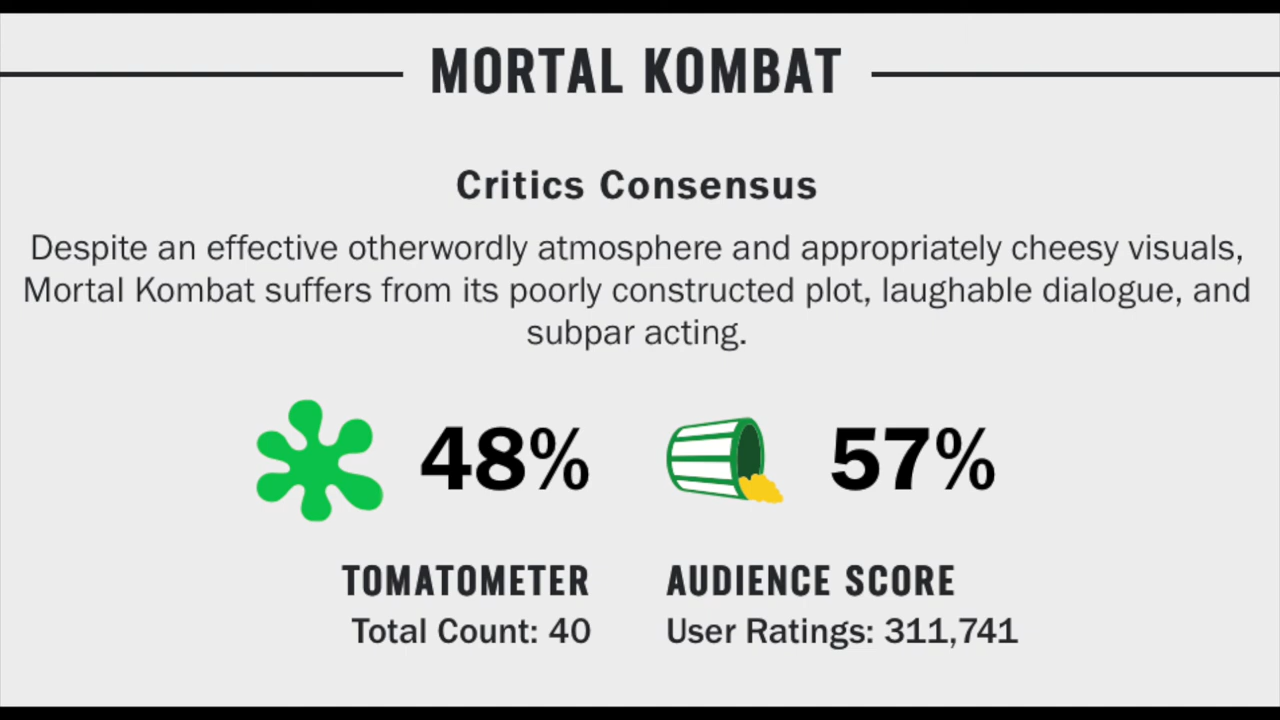 MORTAL KOMBAT
Critics Consensus
Despite an effective otherwordly atmosphere and appropriately cheesy visuals,
Mortal Kombat suffers from its poorly constructed plot, laughable dialogue, and
subpar acting.
48% 57%
TOMATOMETER AUDIENCE SCORE
Total Count: 40 User Ratings: 311,741